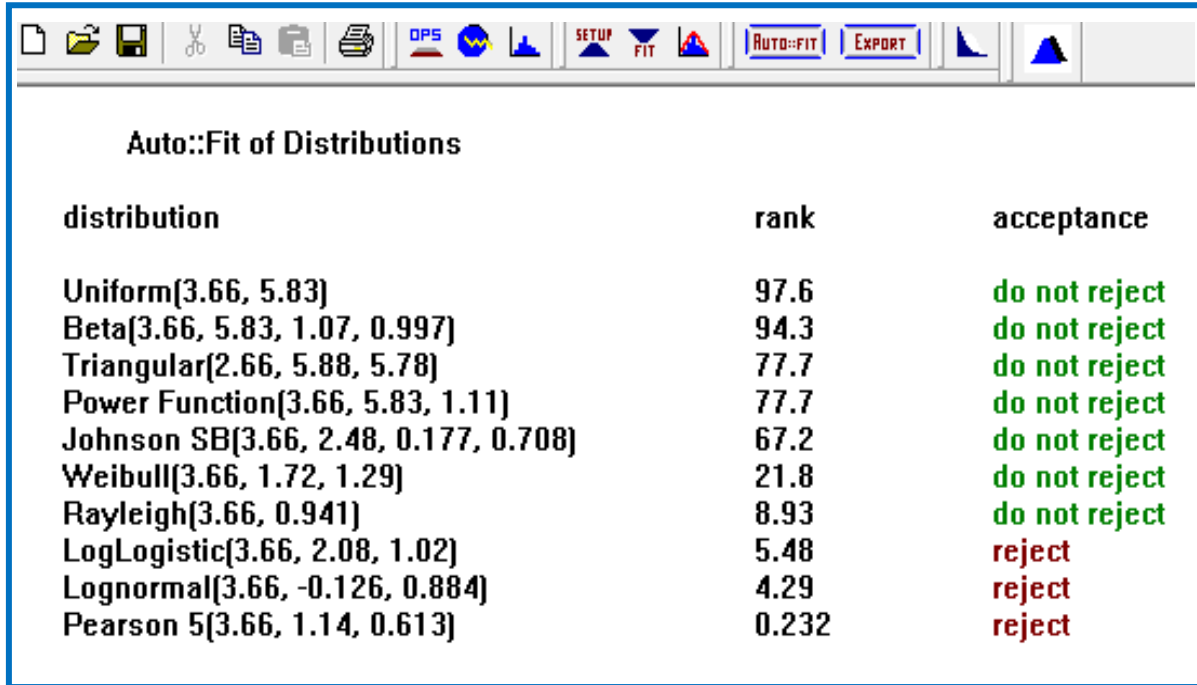 OPS SETUP FIT AUTO::FIT EXPORT
Auto::Fit of Distributions
distribution rank acceptance
Uniform(3.66, 5.83) 97.6 do not reject
Beta(3.66, 5.83, 1.07, 0.997) 94.3 do not reject
Triangular(2.66, 5.88, 5.78) 77.7 do not reject
Power Function(3.66, 5.83, 1.11) 77.7 do not reject
Johnson SB(3.66, 2.48, 0.177, 0.708) 67.2 do not reject
Weibull(3.66, 1.72, 1.29) 21.8 do not reject
Rayleigh(3.66, 0.941) 8.93 do not reject
LogLogistic(3.66, 2.08, 1.02) 5.48 reject
Lognormal(3.66, -0.126, 0.884) 4.29 reject
Pearson 5(3.66, 1.14, 0.613) 0.232 reject